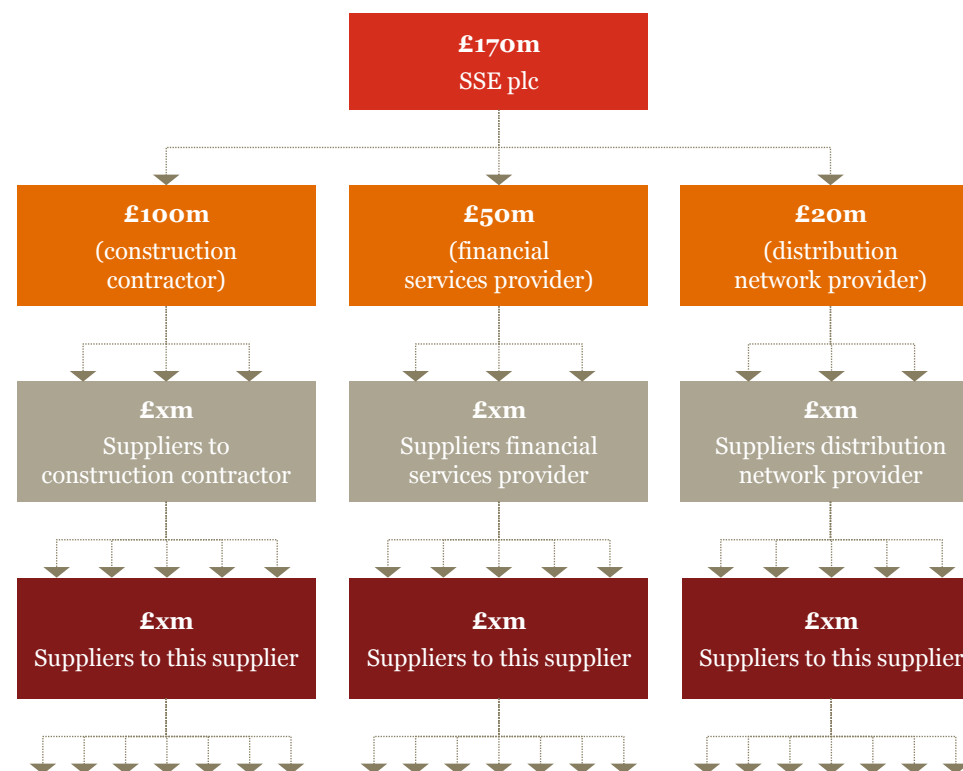 £170m
SSE plc
£100m
(construction
contractor)
£50m
(financial
services provider)
£20m
(distribution
network provider)
£xm
Suppliers to
construction contractor
£xm
Suppliers financial
services provider
£xm
Suppliers distribution
network provider
£xm
Suppliers to this supplier
£xm
Suppliers to this supplier
£xm
Suppliers to this supplier